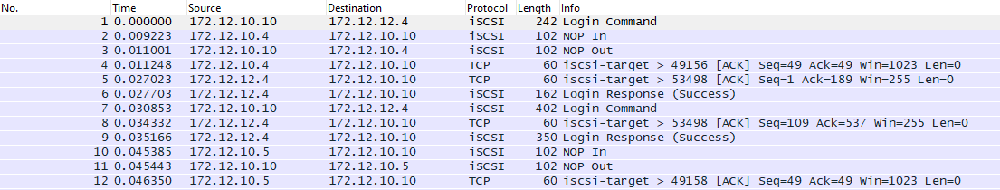 No. Time Source Destination Protocol Length Info
1 0.000000 172.12.10.10 172.12.12.4 iSCSI 242 Login Command
2 0.009223 172.12.10.4 172.12.10.10 iSCSI 102 NOP In
3 0.011001 172.12.10.10 172.12.10.4 iSCSI 102 NOP Out
4 0.011248 172.12.10.4 172.12.10.10 TCP 60 iscsi-target > 49156 [ACK] Seq=49 Ack=49 Win=1023 Len=0
5 0.027023 172.12.12.4 172.12.10.10 TCP 60 iscsi-target > 53498 [ACK] Seq=1 Ack=189 Win=255 Len=0
6 0.027703 172.12.12.4 172.12.10.10 iSCSI 162 Login Response (Success)
7 0.030853 172.12.10.10 172.12.12.4 iSCSI 402 Login Command
8 0.034332 172.12.12.4 172.12.10.10 TCP 60 iscsi-target > 53498 [ACK] Seq=109 Ack=537 Win=255 Len=0
9 0.035166 172.12.12.4 172.12.10.10 iSCSI 350 Login Response (Success)
10 0.045385 172.12.10.5 172.12.10.10 iSCSI 102 NOP In
11 0.045443 172.12.10.10 172.12.10.5 iSCSI 102 NOP Out
12 0.046350 172.12.10.5 172.12.10.10 TCP 60 iscsi-target > 49158 [ACK] Seq=49 Ack=49 Win=1023 Len=0